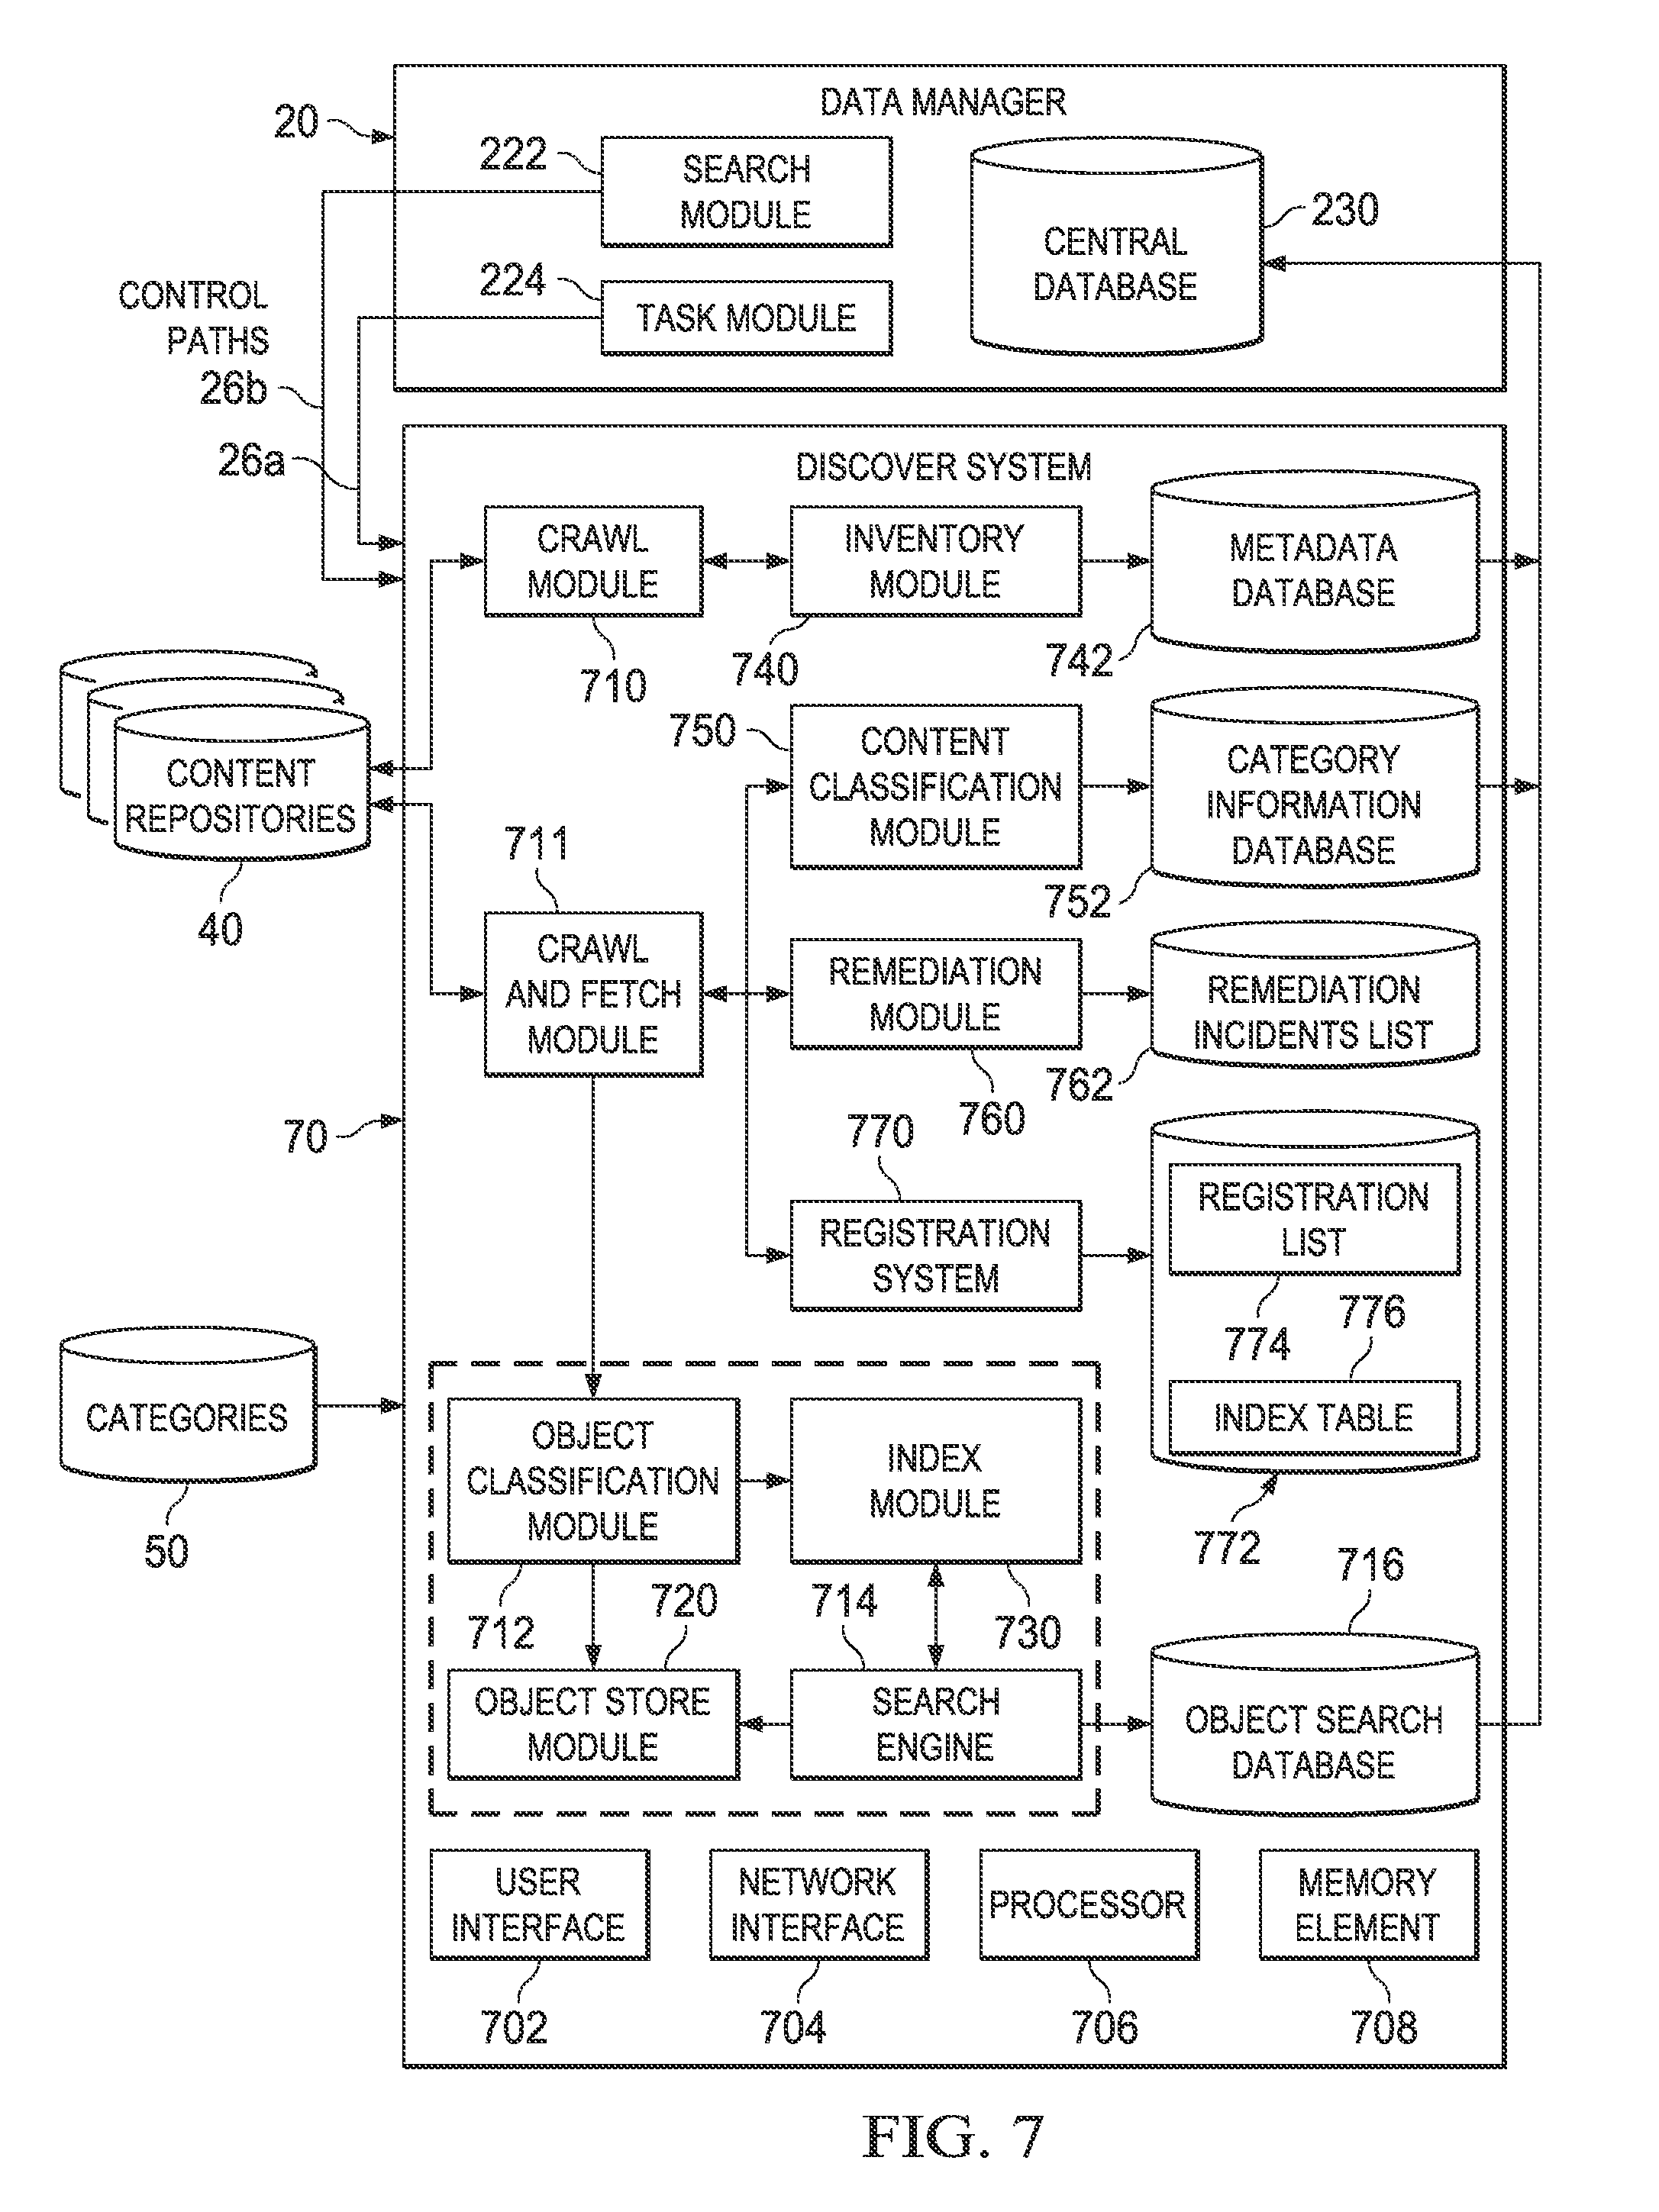 DATA MANAGER
20
222
SEARCH
MODULE
230
CENTRAL
DATABASE
224
TASK MODULE
CONTROL
PATHS
26b
26a
DISCOVER SYSTEM
CRAWL
MODULE
710
INVENTORY
MODULE
740
METADATA
DATABASE
742
CONTENT
REPOSITORIES
40
750
CONTENT
CLASSIFICATION
MODULE
CATEGORY
INFORMATION
DATABASE
752
711
CRAWL
AND FETCH
MODULE
REMEDIATION
MODULE
760
REMEDIATION
INCIDENTS LIST
762
70
770
REGISTRATION
SYSTEM
REGISTRATION
LIST
774
776
INDEX TABLE
772
CATEGORIES
50
OBJECT
CLASSIFICATION
MODULE
712
INDEX
MODULE
730
720
OBJECT STORE
MODULE
714
SEARCH
ENGINE
716
OBJECT SEARCH
DATABASE
USER
INTERFACE
702
NETWORK
INTERFACE
704
PROCESSOR
706
MEMORY
ELEMENT
708
FIG. 7